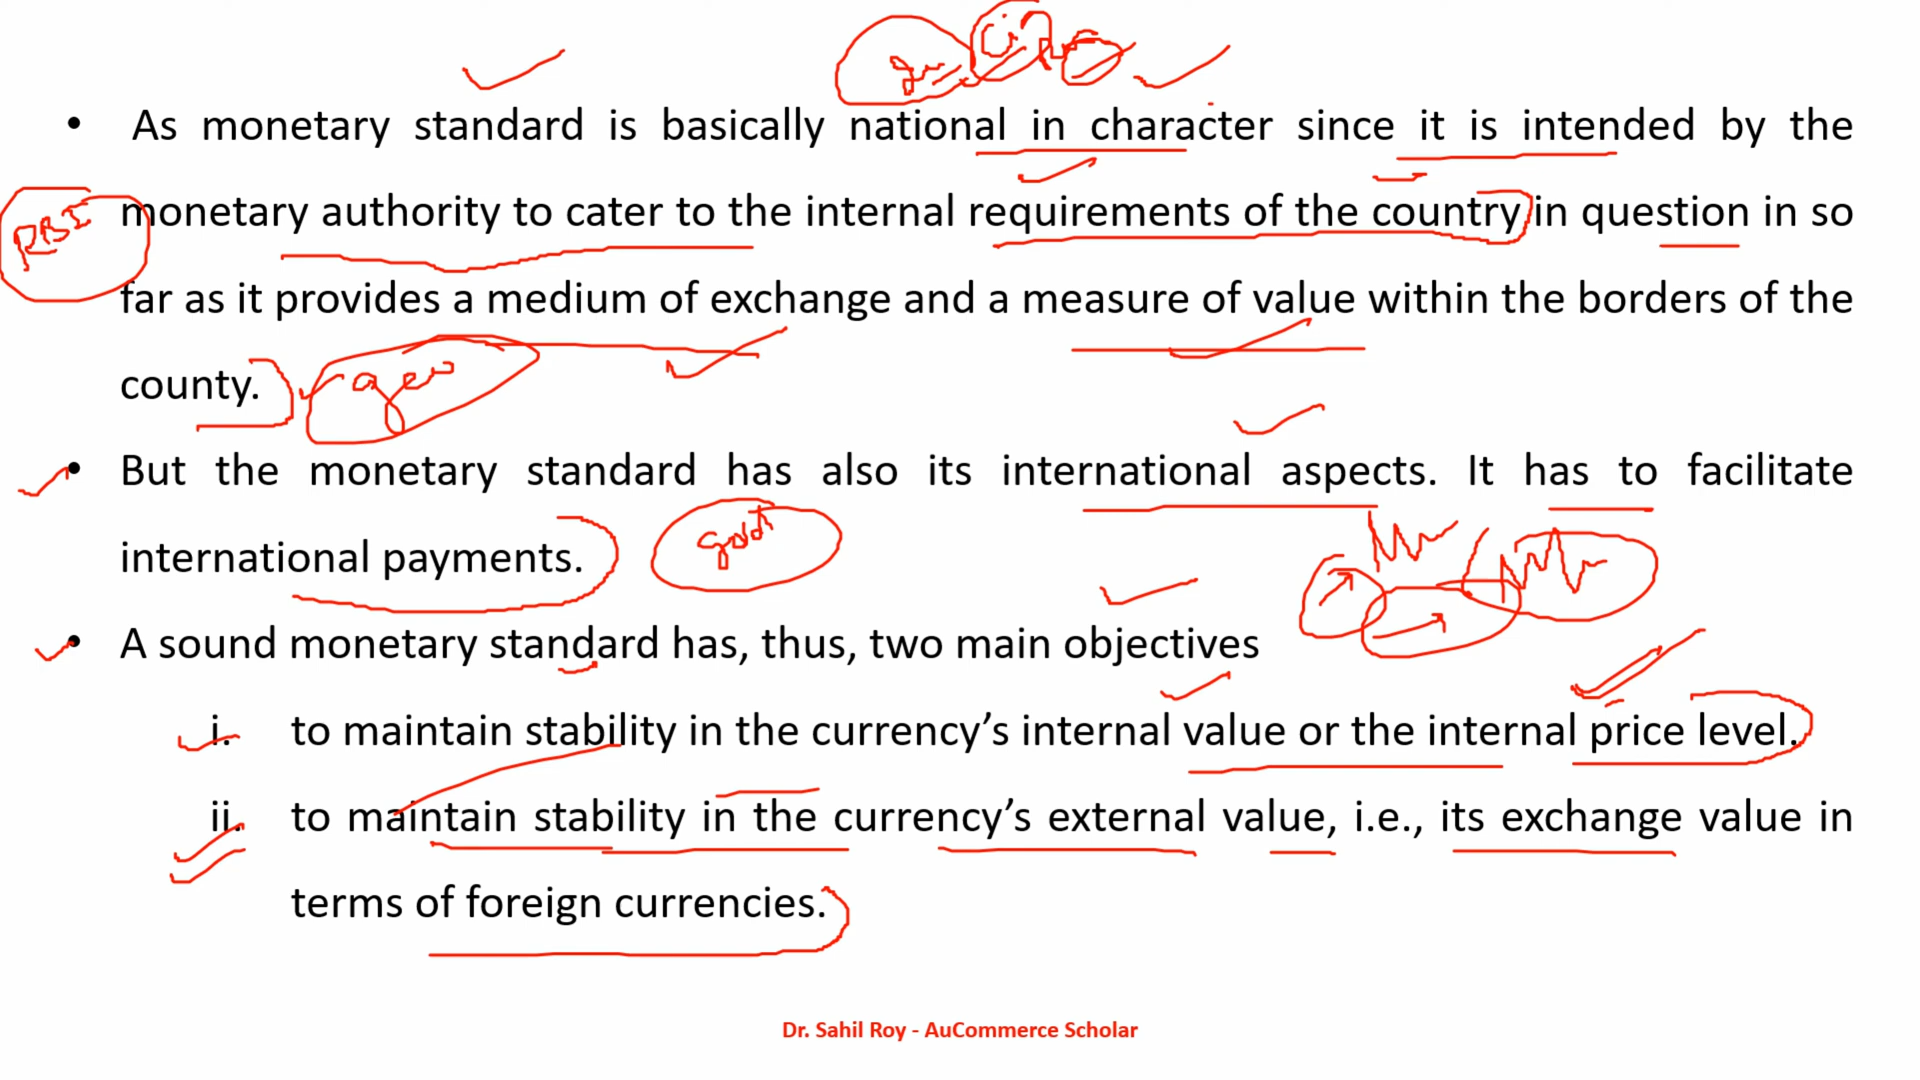 • As monetary standard is basically national in character since it is intended by the
RBI
monetary authority to cater to the internal requirements of the country in question in so
far as it provides a medium of exchange and a measure of value within the borders of the
county.
• But the monetary standard has also its international aspects. It has to facilitate
international payments.
gold
• A sound monetary standard has, thus, two main objectives
i. to maintain stability in the currency’s internal value or the internal price level.
ii. to maintain stability in the currency’s external value, i.e., its exchange value in
terms of foreign currencies.
Dr. Sahil Roy - AuCommerce Scholar